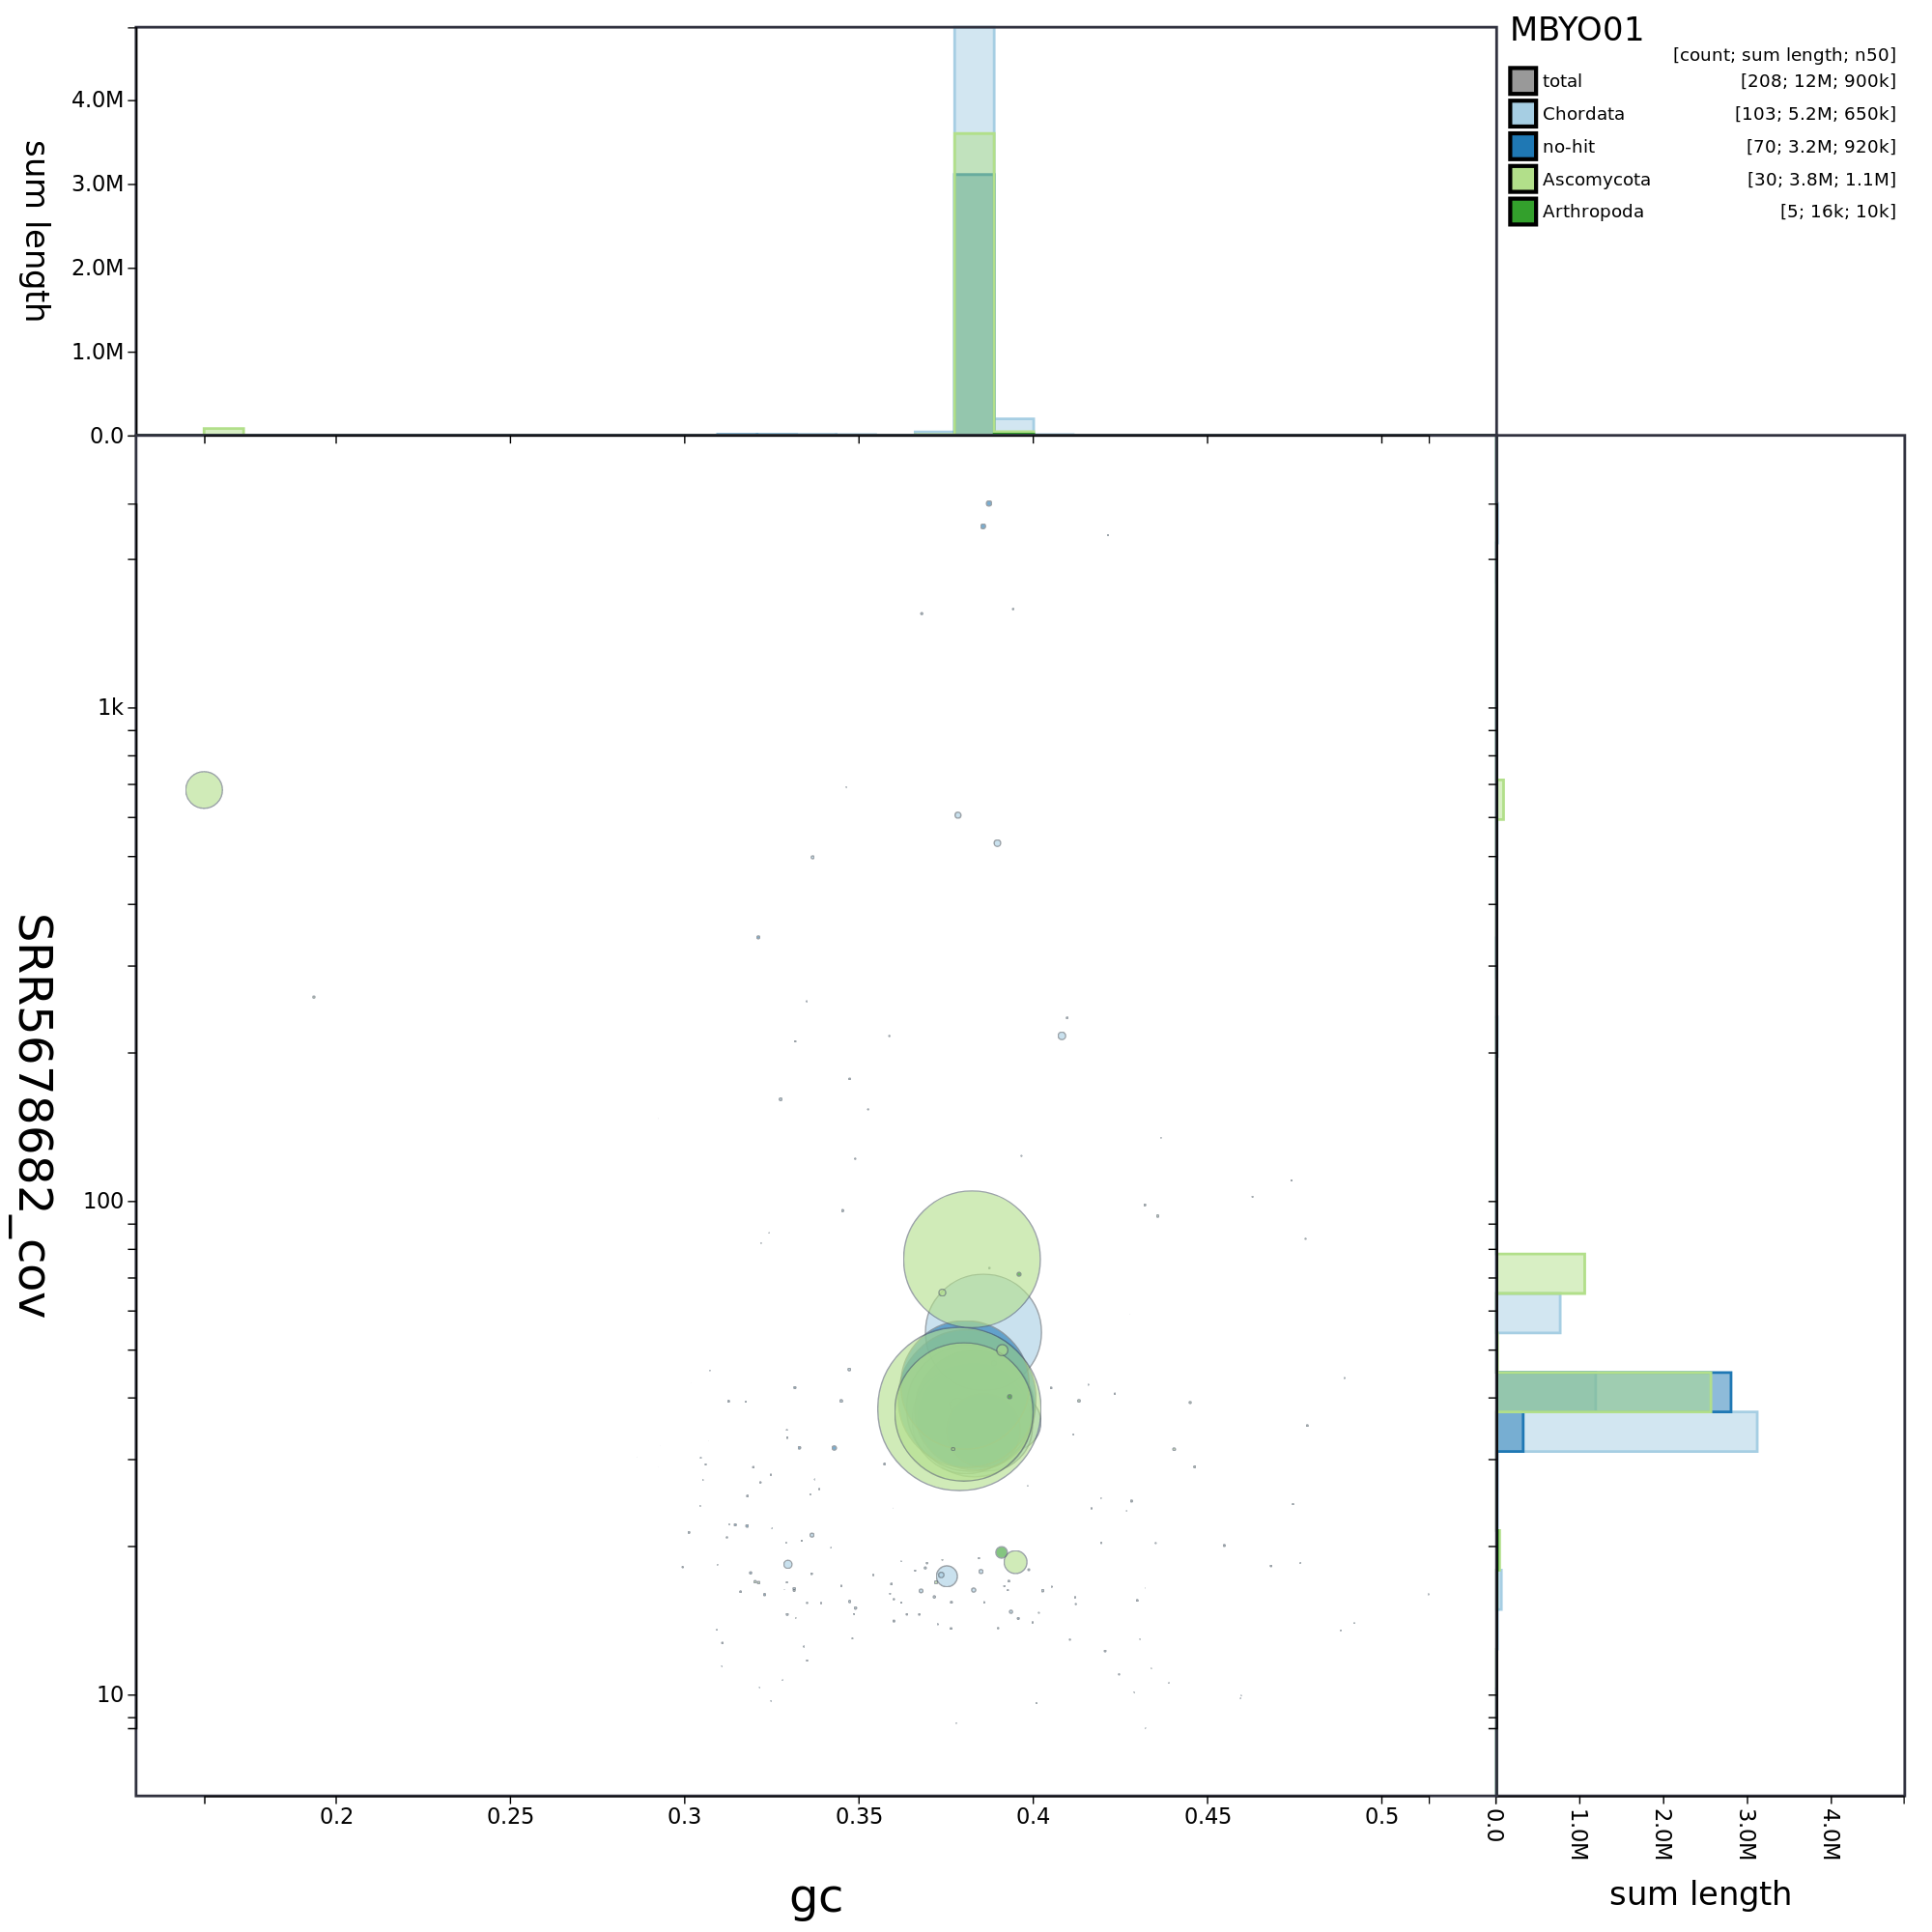 MBYO01
[count; sum length; n50]
total [208; 12M; 900k]
Chordata [103; 5.2M; 650k]
no-hit [70; 3.2M; 920k]
Ascomycota [30; 3.8M; 1.1M]
Arthropoda [5; 16k; 10k]
sum length
4.0M
3.0M
2.0M
1.0M
0.0
SRR5678682_cov
1k
100
10
0.2 0.25 0.3 0.35 0.4 0.45 0.5
gc
0.0 1.0M 2.0M 3.0M 4.0M
sum length